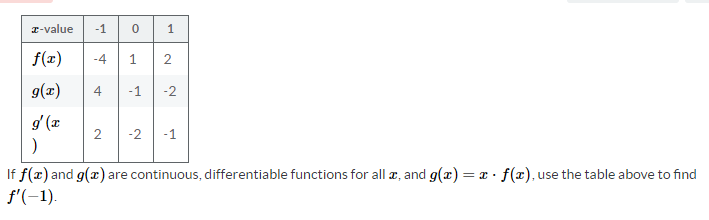 x-value -1 0 1
f(x) -4 1 2
g(x) 4 -1 -2
g′(x
) 2 -2 -1
If f(x) and g(x) are continuous, differentiable functions for all x, and g(x) = x · f(x), use the table above to find
f′(−1).